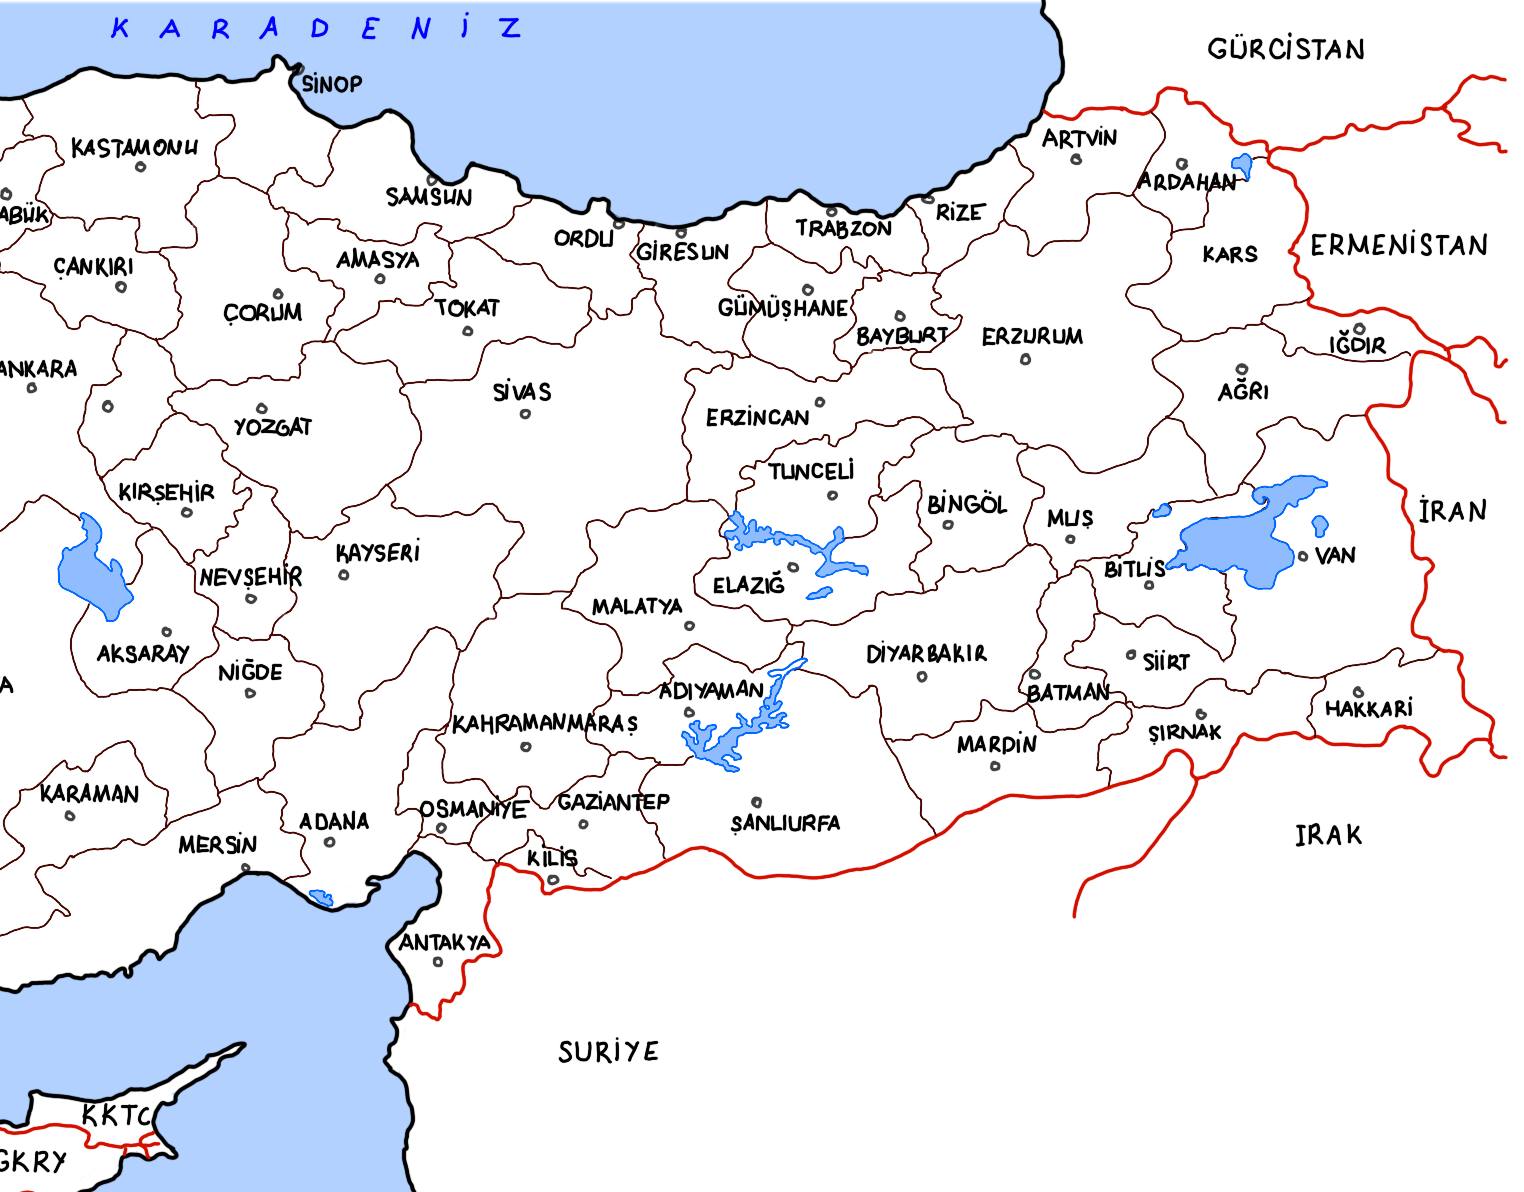 KARADENİZ
GÜRCİSTAN
SİNOP
ARTVİN
KASTAMONU
ARDAHAN
SAMSUN
ABÜK
RİZE
TRABZON
ORDU
GİRESUN
ERMENİSTAN
KARS
AMASYA
ÇANKIRI
TOKAT
GÜMÜŞHANE
ÇORUM
BAYBURT
ERZURUM
IĞDIR
ANKARA
SİVAS
AĞRI
ERZİNCAN
YOZGAT
TUNCELİ
KIRŞEHİR
BİNGÖL
İRAN
MUŞ
KAYSERİ
VAN
BİTLİS
NEVŞEHİR
ELAZIĞ
MALATYA
AKSARAY
DİYARBAKIR
SİİRT
NİĞDE
A
ADIYAMAN
BATMAN
HAKKARİ
KAHRAMANMARAŞ
ŞIRNAK
MARDİN
KARAMAN
GAZİANTEP
OSMANİYE
ADANA
ŞANLIURFA
IRAK
MERSİN
KİLİS
ANTAKYA
SURİYE
KKTC
GKRY